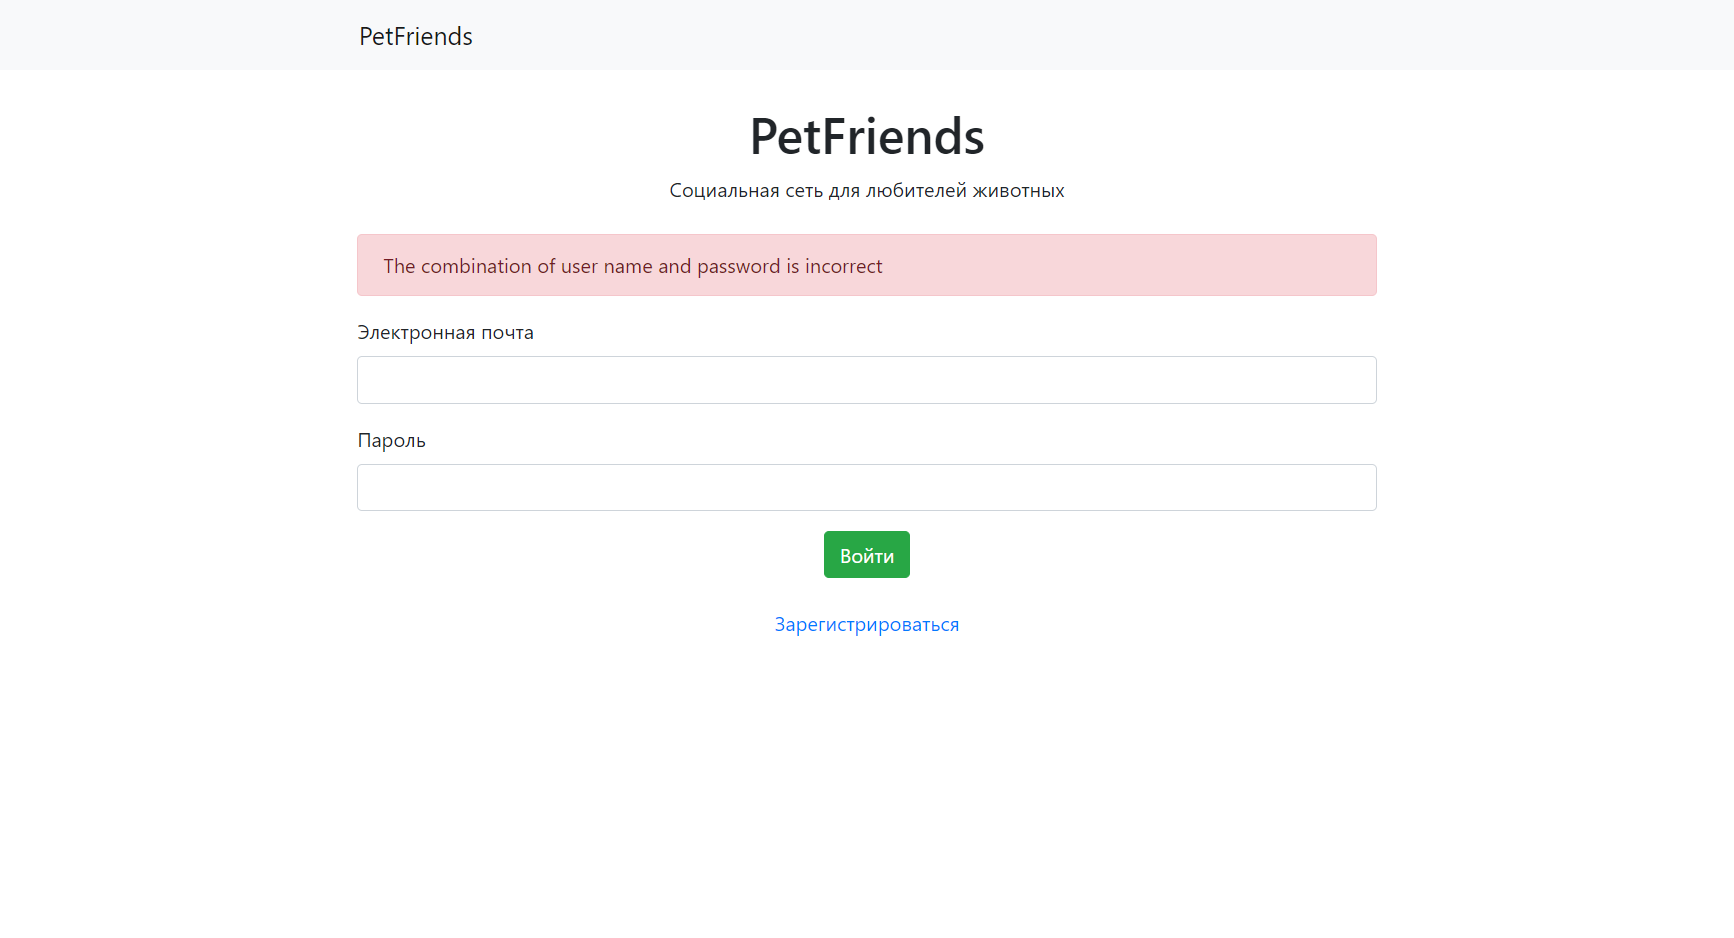 PetFriends
PetFriends
Социальная сеть для любителей животных
The combination of user name and password is incorrect
Электронная почта
Пароль
Войти
Зарегистрироваться